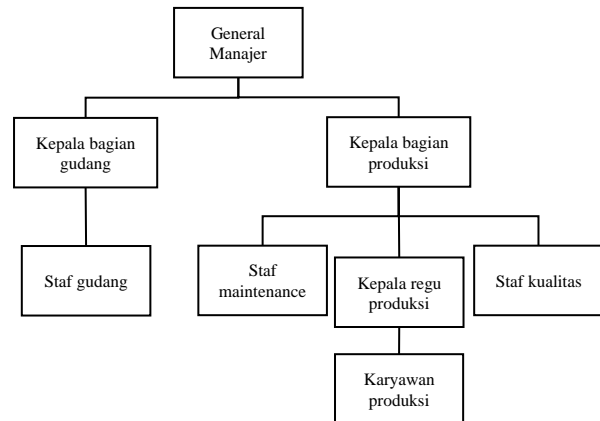 General
Manajer
Kepala bagian
gudang
Kepala bagian
produksi
Staf gudang
Staf
maintenance
Kepala regu
produksi
Staf kualitas
Karyawan
produksi